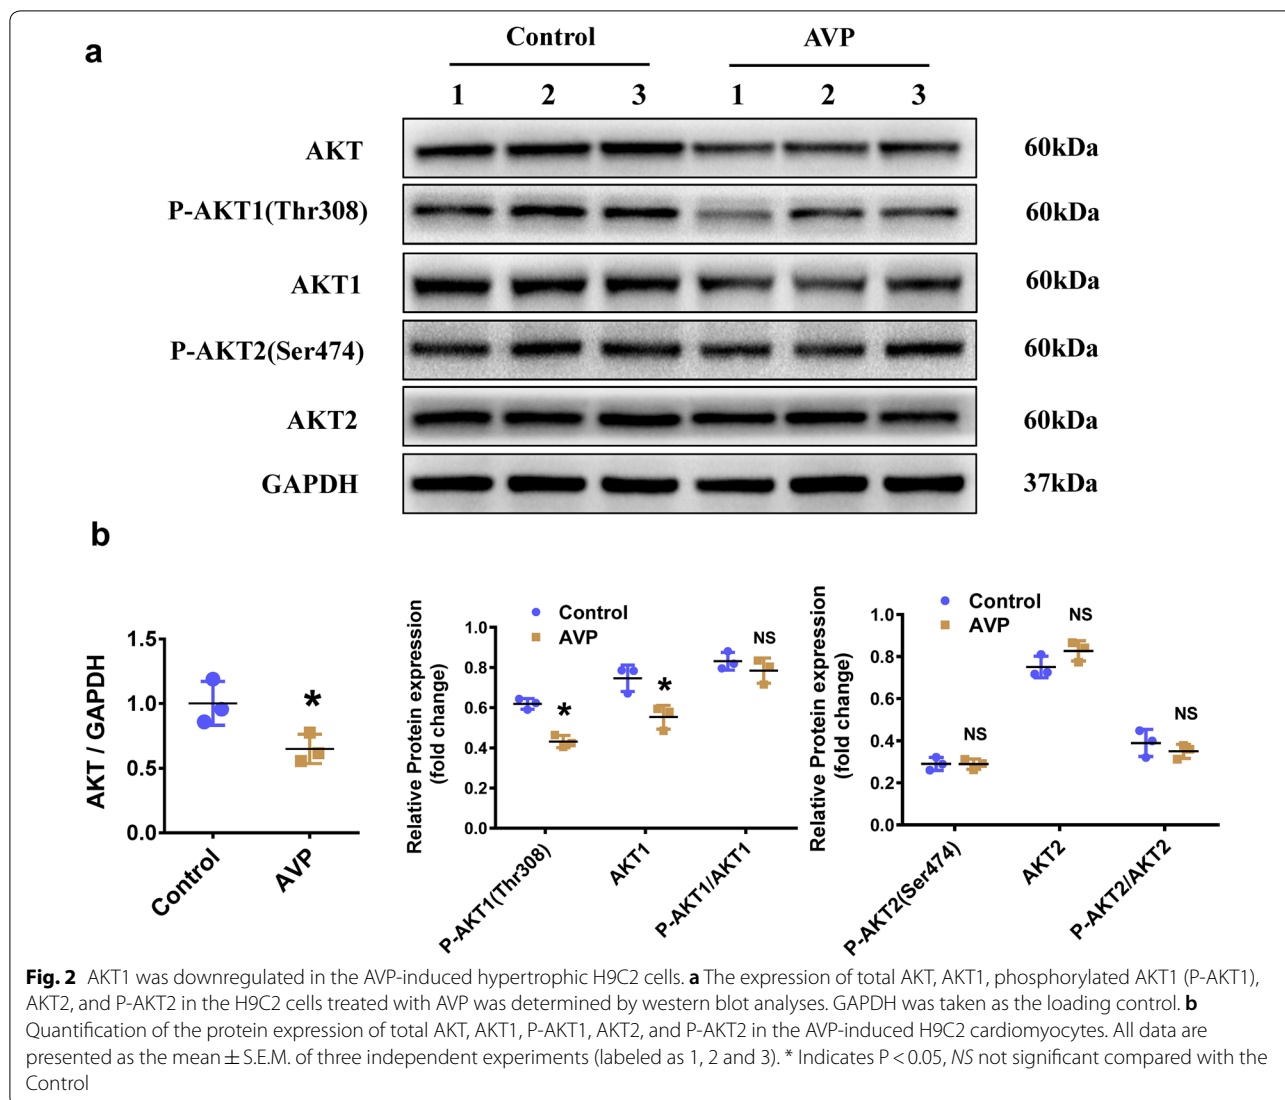 a
Control
AVP
1 2 3 1 2 3
AKT 60kDa
P-AKT1(Thr308) 60kDa
AKT1 60kDa
P-AKT2(Ser474) 60kDa
AKT2 60kDa
GAPDH 37kDa
b
AKT / GAPDH
1.5
1.0
0.5
0.0
*
Control
AVP
Relative Protein expression
(fold change)
Control
AVP
1.0
0.8
0.6
0.4
0.2
0.0
*
*
NS
P-AKT1(Thr308)
AKT1
P-AKT1/AKT1
Relative Protein expression
(fold change)
Control
AVP
1.0
0.8
0.6
0.4
0.2
0.0
NS
NS
NS
P-AKT2(Ser474)
AKT2
P-AKT2/AKT2
Fig. 2 AKT1 was downregulated in the AVP-induced hypertrophic H9C2 cells. a The expression of total AKT, AKT1, phosphorylated AKT1 (P-AKT1),
AKT2, and P-AKT2 in the H9C2 cells treated with AVP was determined by western blot analyses. GAPDH was taken as the loading control. b
Quantification of the protein expression of total AKT, AKT1, P-AKT1, AKT2, and P-AKT2 in the AVP-induced H9C2 cardiomyocytes. All data are
presented as the mean ± S.E.M. of three independent experiments (labeled as 1, 2 and 3). * Indicates P < 0.05, NS not significant compared with the
Control